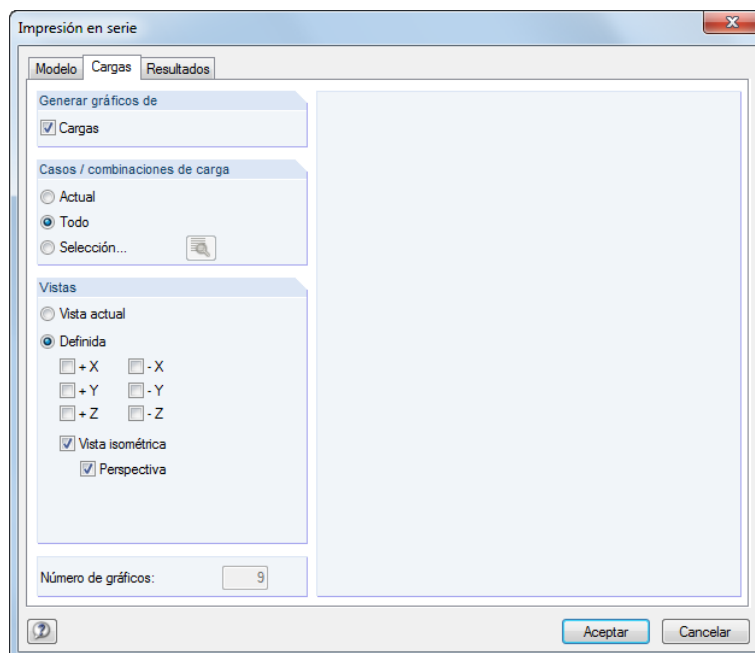 Impresión en serie
Modelo Cargas Resultados
Generar gráficos de
Cargas
Casos / combinaciones de carga
Actual
Todo
Selección...
Vistas
Vista actual
Definida
+ X - X
+ Y - Y
+ Z - Z
Vista isométrica
Perspectiva
Número de gráficos: 9
Aceptar Cancelar